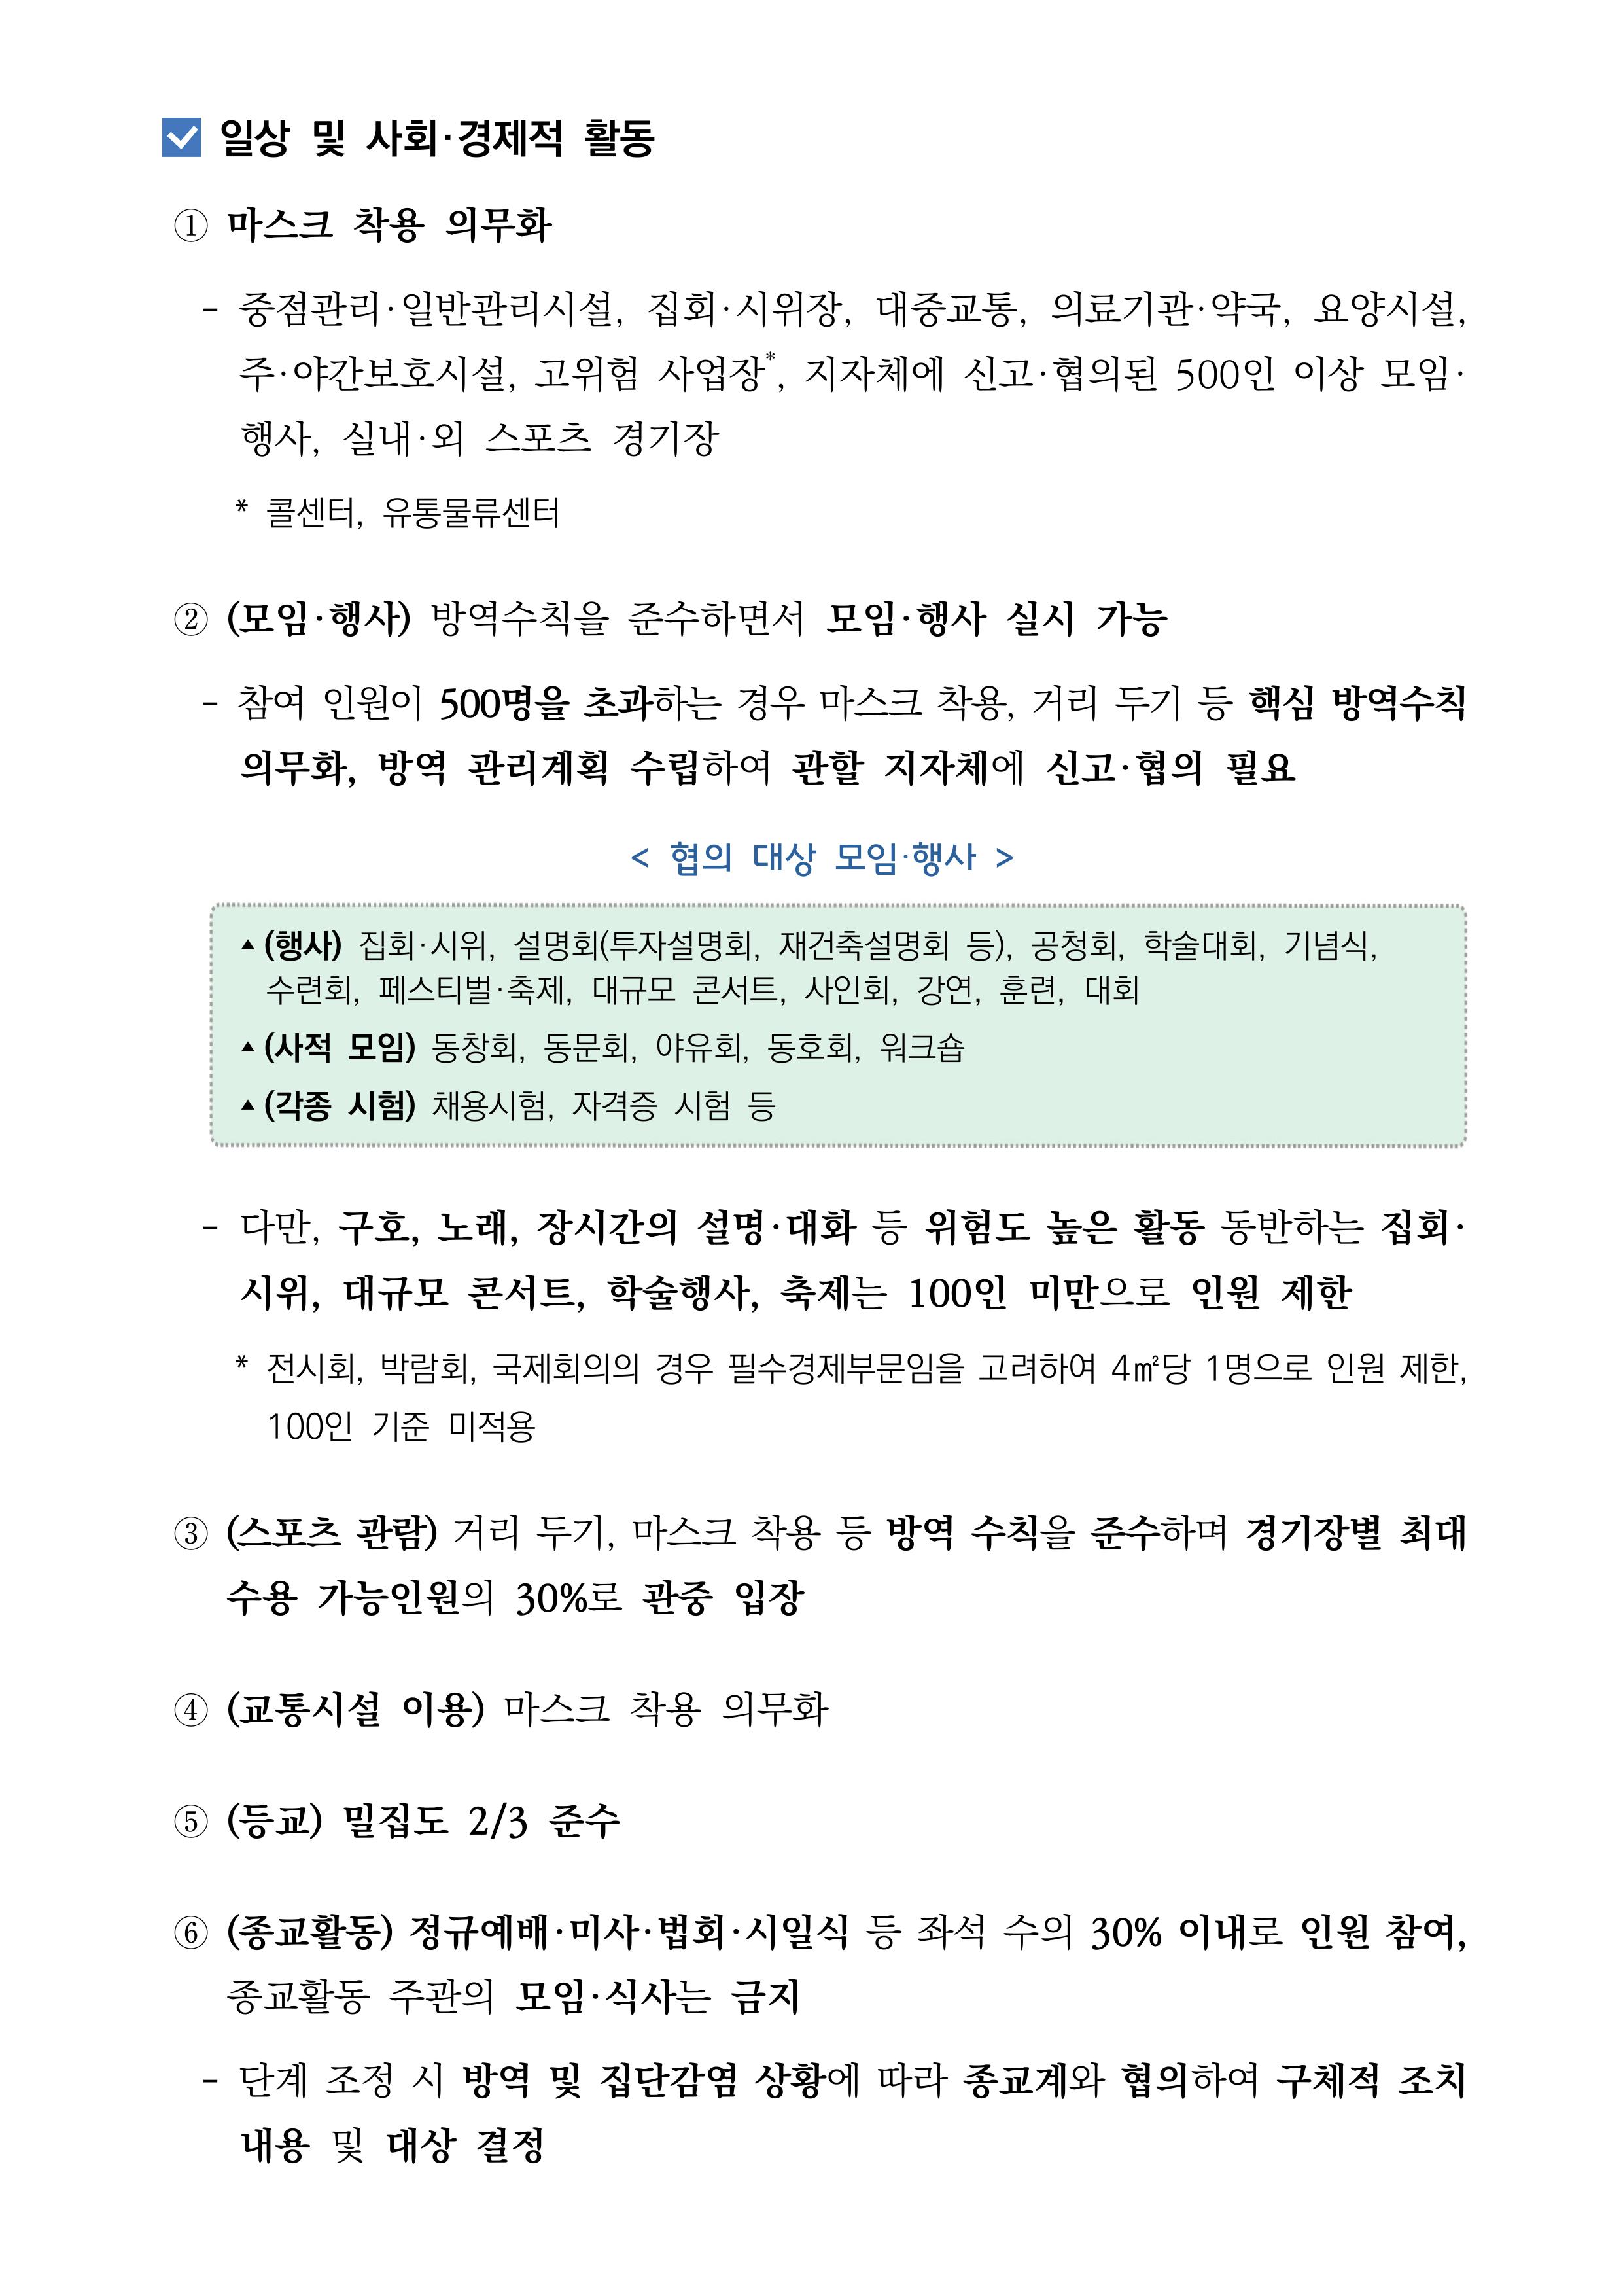 일상 및 사회·경제적 활동
① 마스크 착용 의무화
- 중점관리·일반관리시설, 집회·시위장, 대중교통, 의료기관·약국, 요양시설,
주·야간보호시설, 고위험 사업장*, 지자체에 신고·협의된 500인 이상 모임·
행사, 실내·외 스포츠 경기장
* 콜센터, 유통물류센터
② (모임·행사) 방역수칙을 준수하면서 모임·행사 실시 가능
- 참여 인원이 500명을 초과하는 경우 마스크 착용, 거리 두기 등 핵심 방역수칙
의무화, 방역 관리계획 수립하여 관할 지자체에 신고·협의 필요
< 협의 대상 모임·행사 >
▲ (행사) 집회·시위, 설명회(투자설명회, 재건축설명회 등), 공청회, 학술대회, 기념식,
수련회, 페스티벌·축제, 대규모 콘서트, 사인회, 강연, 훈련, 대회
▲ (사적 모임) 동창회, 동문회, 야유회, 동호회, 워크숍
▲ (각종 시험) 채용시험, 자격증 시험 등
- 다만, 구호, 노래, 장시간의 설명·대화 등 위험도 높은 활동 동반하는 집회·
시위, 대규모 콘서트, 학술행사, 축제는 100인 미만으로 인원 제한
* 전시회, 박람회, 국제회의의 경우 필수경제부문임을 고려하여 4㎡당 1명으로 인원 제한,
100인 기준 미적용
③ (스포츠 관람) 거리 두기, 마스크 착용 등 방역 수칙을 준수하며 경기장별 최대
수용 가능인원의 30%로 관중 입장
④ (교통시설 이용) 마스크 착용 의무화
⑤ (등교) 밀집도 2/3 준수
⑥ (종교활동) 정규예배·미사·법회·시일식 등 좌석 수의 30% 이내로 인원 참여,
종교활동 주관의 모임·식사는 금지
- 단계 조정 시 방역 및 집단감염 상황에 따라 종교계와 협의하여 구체적 조치
내용 및 대상 결정